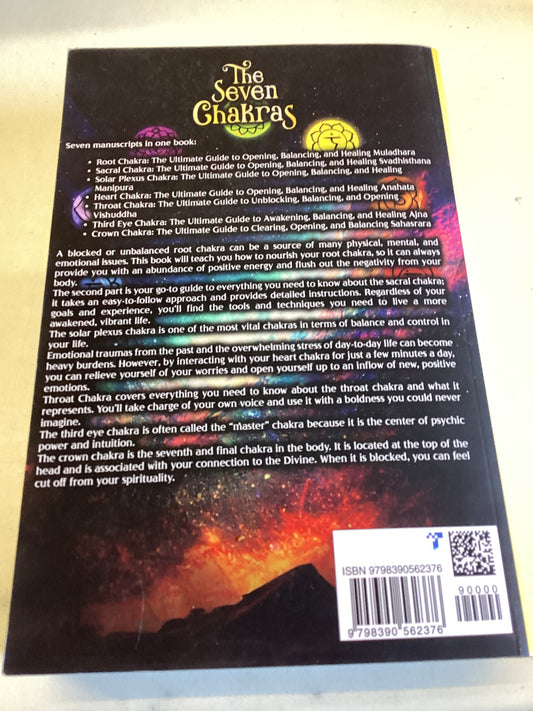 The
Seven
Chakras
Seven manuscripts in one book:
• Root Chakra: The Ultimate Guide to Opening, Balancing, and Healing Muladhara
• Sacral Chakra: The Ultimate Guide to Opening, Balancing, and Healing Svadhisthana
• Solar Plexus Chakra: The Ultimate Guide to Opening, Balancing, and Healing
Manipura
• Heart Chakra: The Ultimate Guide to Opening, Balancing, and Healing Anahata
• Throat Chakra: The Ultimate Guide to Unblocking, Balancing, and Opening
Vishuddha
• Third Eye Chakra: The Ultimate Guide to Awakening, Balancing, and Healing Ajna
• Crown Chakra: The Ultimate Guide to Clearing, Opening, and Balancing Sahasrara
A blocked or unbalanced root chakra can be a source of many physical, mental, and
emotional issues. This book will teach you how to nourish your root chakra, so it can always
provide you with an abundance of positive energy and flush out the negativity from your
body.
The second part is your go-to guide to everything you need to know about the sacral chakra;
it takes an easy-to-follow approach and provides detailed instructions. Regardless of your
goals and experience, you'll find the tools and techniques you need to live a more
awakened, vibrant life.
The solar plexus chakra is one of the most vital chakras in terms of balance and control in
your life.
Emotional traumas from the past and the overwhelming stress of day-to-day life can become
heavy burdens. However, by interacting with your heart chakra for just a few minutes a day,
you can relieve yourself of your worries and open yourself up to an inflow of new, positive
emotions.
Throat Chakra covers everything you need to know about the throat chakra and what it
represents. You'll take charge of your own voice and use it with a boldness you could never
imagine.
The third eye chakra is often called the "master" chakra because it is the center of psychic
power and intuition.
The crown chakra is the seventh and final chakra in the body. It is located at the top of the
head and is associated with your connection to the Divine. When it is blocked, you can feel
cut off from your spirituality.
ISBN 9798390562376
90000
9 798390 562376